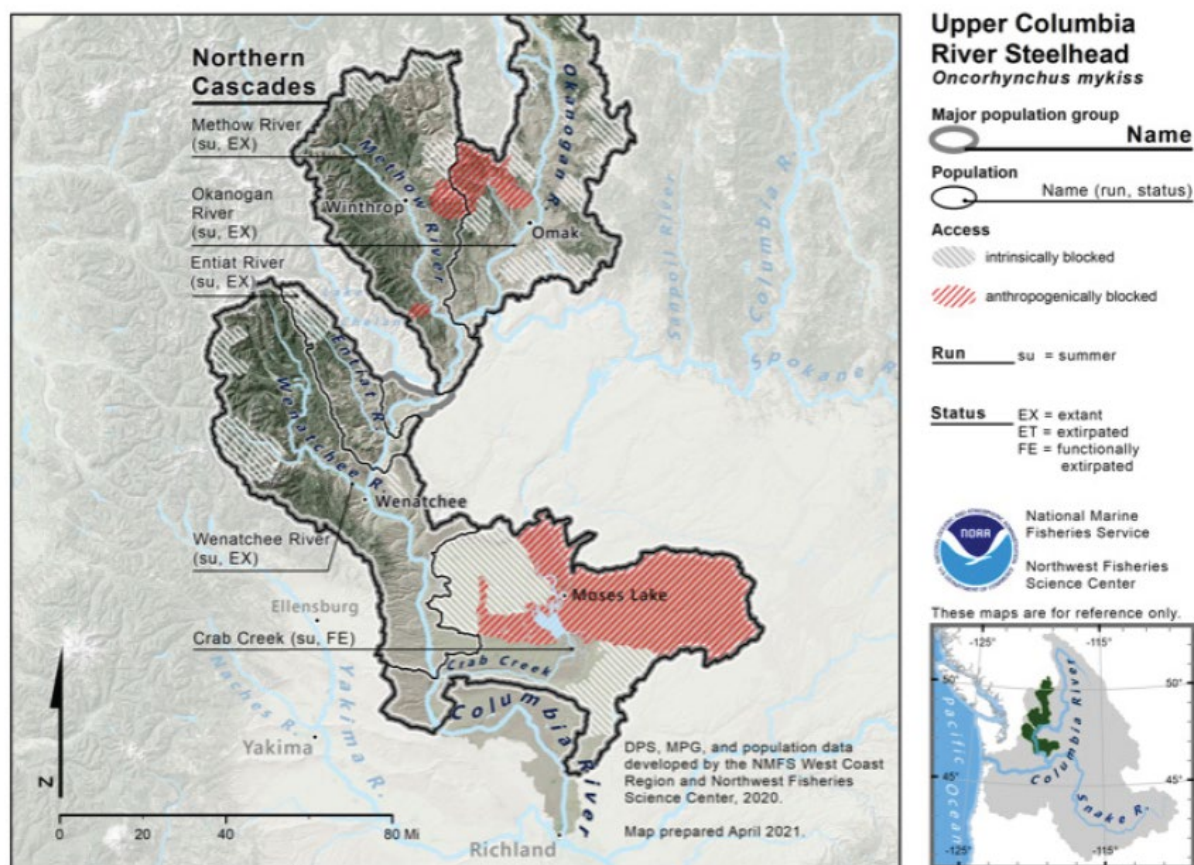 Northern
Cascades
Methow River
(su, EX)
Okanogan
River
(su, EX)
Entiat River
(su, EX)
Methow River
Okanogan R.
Winthrop
Omak
Sanpoil River
Columbia R.
Spokane R.
Lake
Chelan
Entiat R.
Wenatchee R.
Wenatchee
Wenatchee River
(su, EX)
Moses Lake
Ellensburg
Crab Creek (su, FE)
Crab Creek
Columbia River
Naches R.
Yakima R.
Yakima
Richland
N
0 20 40 80 Mi
DPS, MPG, and population data
developed by the NMFS West Coast
Region and Northwest Fisheries
Science Center, 2020.
Map prepared April 2021.
Upper Columbia
River Steelhead
Oncorhynchus mykiss
Major population group
Name
Population
Name (run, status)
Access
intrinsically blocked
anthropogenically blocked
Run su = summer
Status EX = extant
ET = extirpated
FE = functionally
extirpated
NOAA
National Marine
Fisheries Service
Northwest Fisheries
Science Center
These maps are for reference only.
-125° -115°
50° 50°
45° 45°
-125° -115°
Pacific Ocean
Columbia River
Snake R.